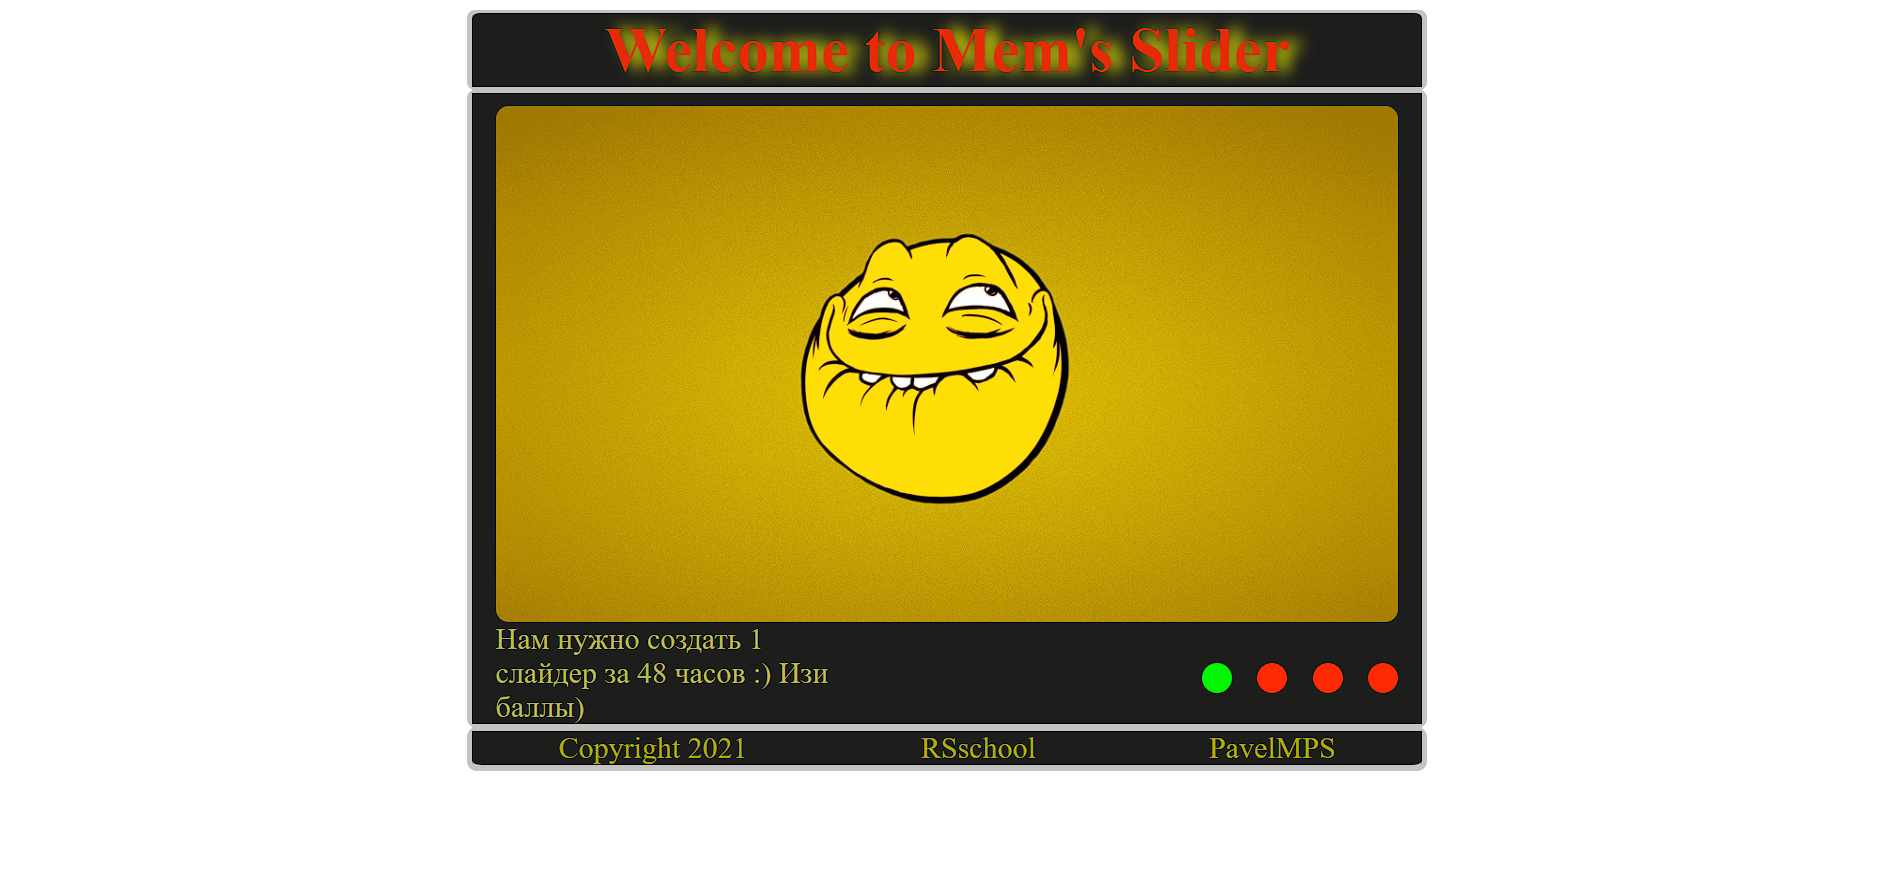 Welcome to Mem's Slider
Нам нужно создать 1
слайдер за 48 часов :) Изи
баллы)
Copyright 2021 RSschool PavelMPS